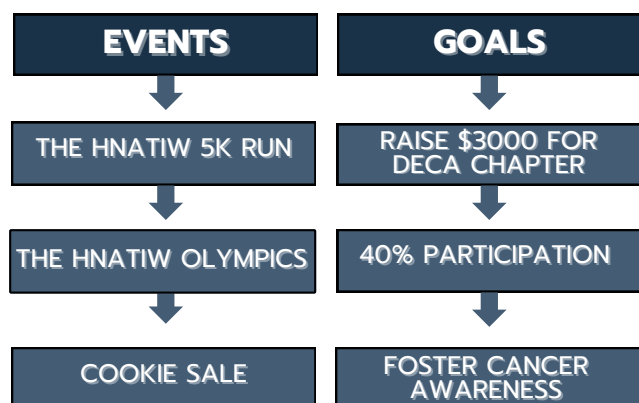 EVENTS
THE HNATIW 5K RUN
THE HNATIW OLYMPICS
COOKIE SALE
GOALS
RAISE $3000 FOR
DECA CHAPTER
40% PARTICIPATION
FOSTER CANCER
AWARENESS